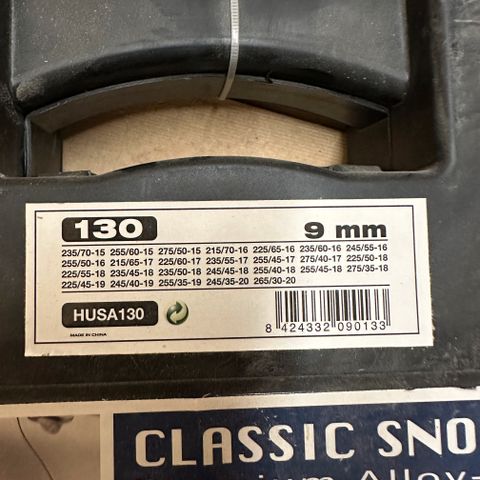 130 9 mm
235/70-15 255/60-15 275/50-15 215/70-16 225/65-16 235/60-16 245/55-16
255/50-16 215/65-17 225/60-17 235/55-17 255/45-17 275/40-17 225/50-18
225/55-18 235/45-18 235/50-18 245/45-18 255/40-18 255/45-18 275/35-18
225/45-19 245/40-19 255/35-19 245/35-20 265/30-20
HUSA130
MADE IN CHINA
8 424332 090133
CLASSIC SNO
Alloy-